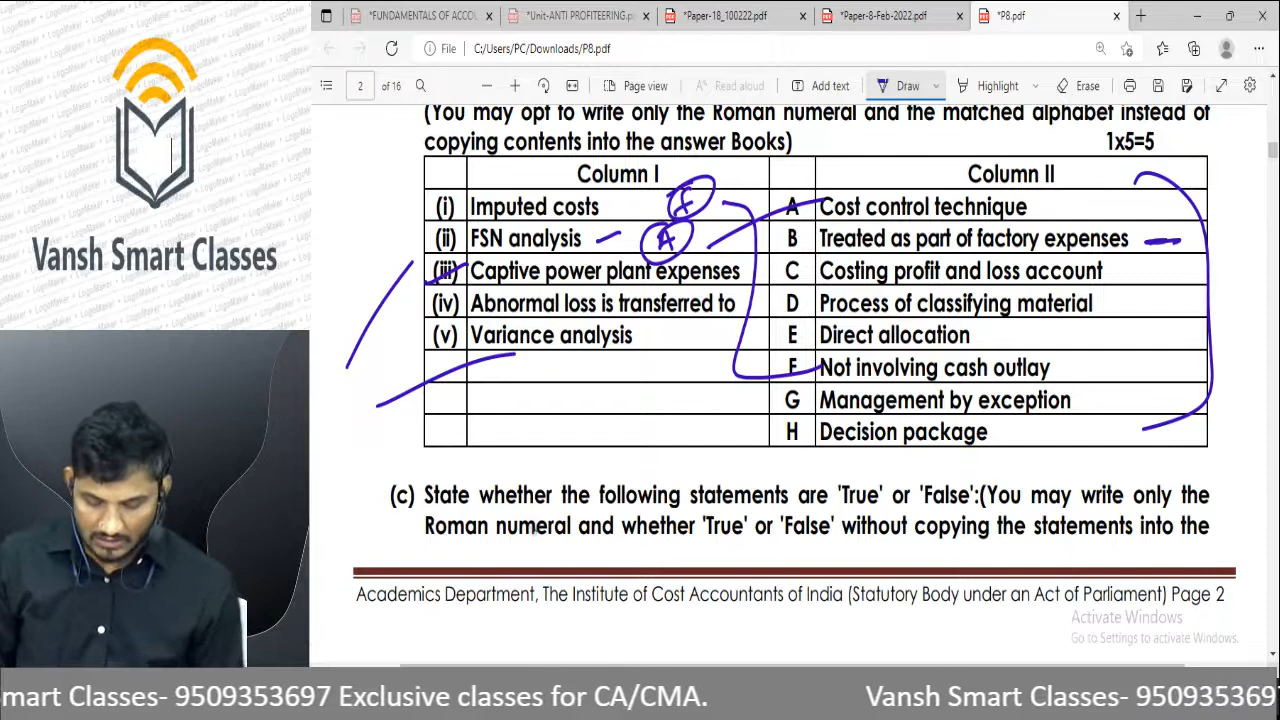 *FUNDAMENTALS OF ACCOU
*Unit-ANTI PROFITEERING.p
*Paper-18_100222.pdf
*Paper-8-Feb-2022.pdf
*P8.pdf
File C:/Users/PC/Downloads/P8.pdf
2 of 16 Page view Read aloud Add text Draw Highlight Erase
(You may opt to write only the Roman numeral and the matched alphabet instead of
copying contents into the answer Books) 1x5=5
Column I Column II
(i) Imputed costs F A Cost control technique
(ii) FSN analysis A B Treated as part of factory expenses
(iii) Captive power plant expenses C Costing profit and loss account
(iv) Abnormal loss is transferred to D Process of classifying material
(v) Variance analysis E Direct allocation
F Not involving cash outlay
G Management by exception
H Decision package
(c) State whether the following statements are 'True' or 'False':(You may write only the
Roman numeral and whether 'True' or 'False' without copying the statements into the
Academics Department, The Institute of Cost Accountants of India (Statutory Body under an Act of Parliament) Page 2
Activate Windows
Go to Settings to activate Windows.
Vansh Smart Classes
Smart Classes- 9509353697 Exclusive classes for CA/CMA. Vansh Smart Classes- 950935369